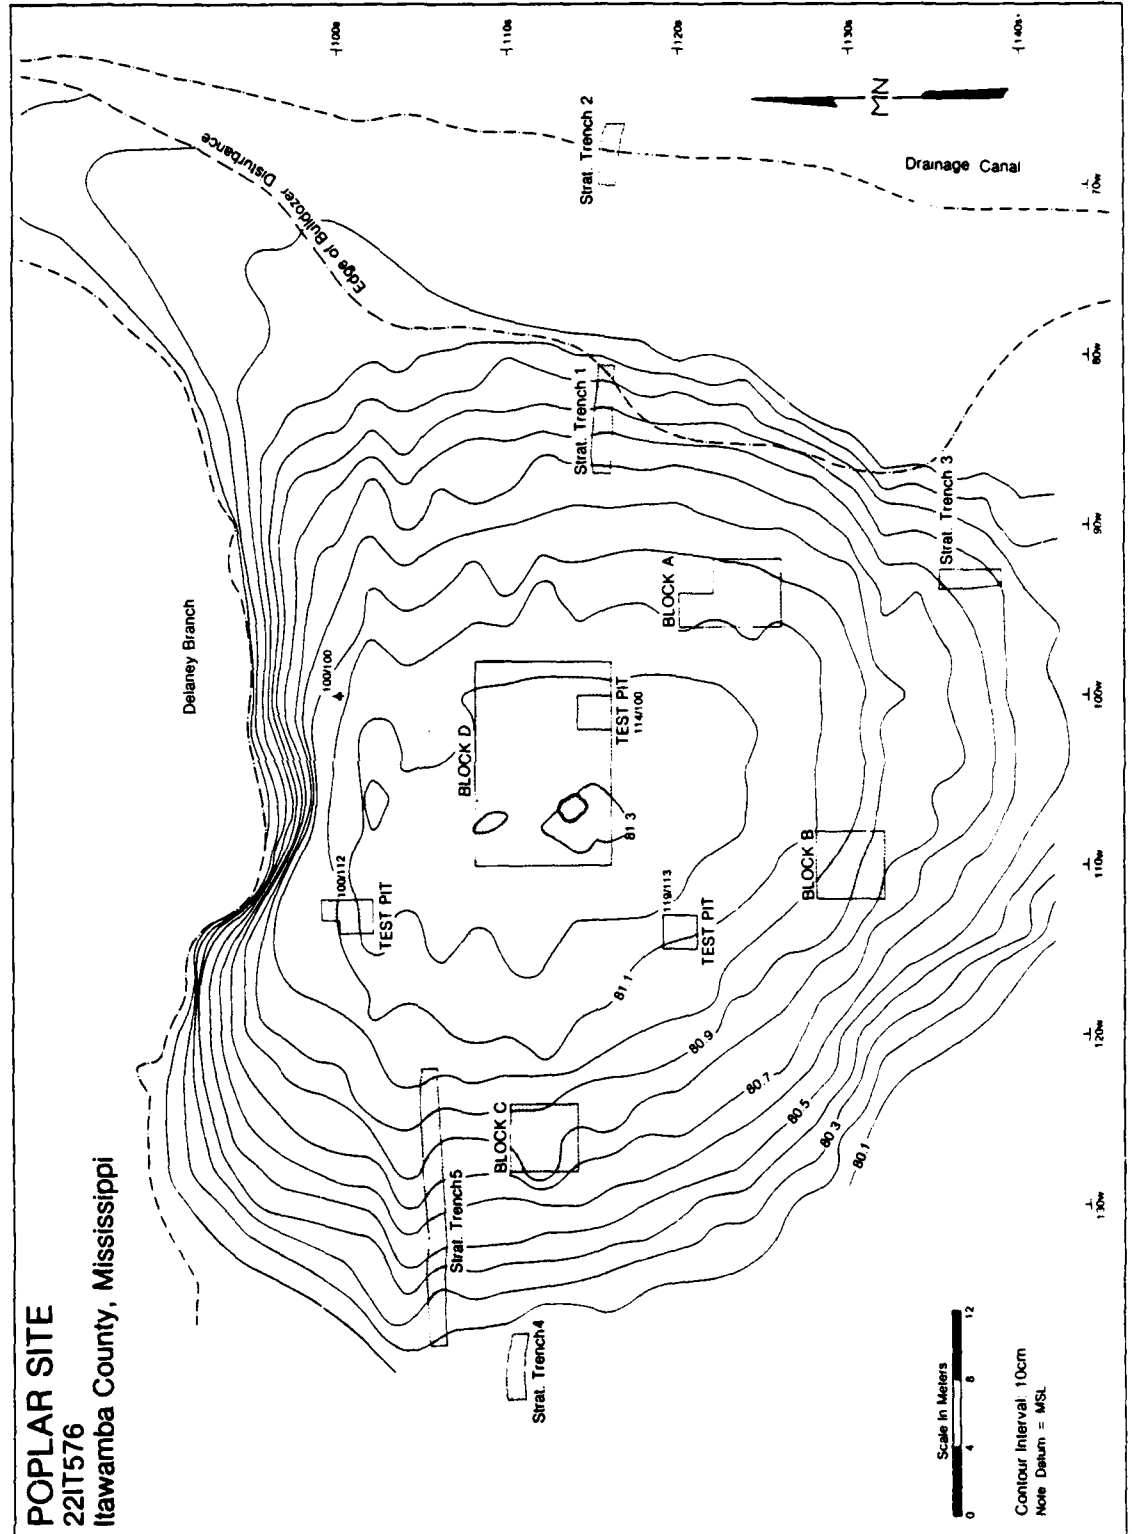 POPLAR SITE
22IT576
Itawamba County, Mississippi
Delaney Branch
Edge of Bulldozer Disturbance
Strat. Trench 2
Drainage Canal
MN
100s
110s
120s
130s
140s
70w
80w
90w
100w
110w
120w
130w
Strat. Trench 1
Strat. Trench 3
BLOCK A
100/100
BLOCK D
TEST PIT
114/100
81.3
BLOCK B
100/112
TEST PIT
119/113
TEST PIT
81.1
80.9
80.7
80.5
80.3
80.1
BLOCK C
Strat. Trench5
Strat. Trench4
Scale In Meters
0 4 8 12
Contour Interval: 10cm
Note Datum = MSL